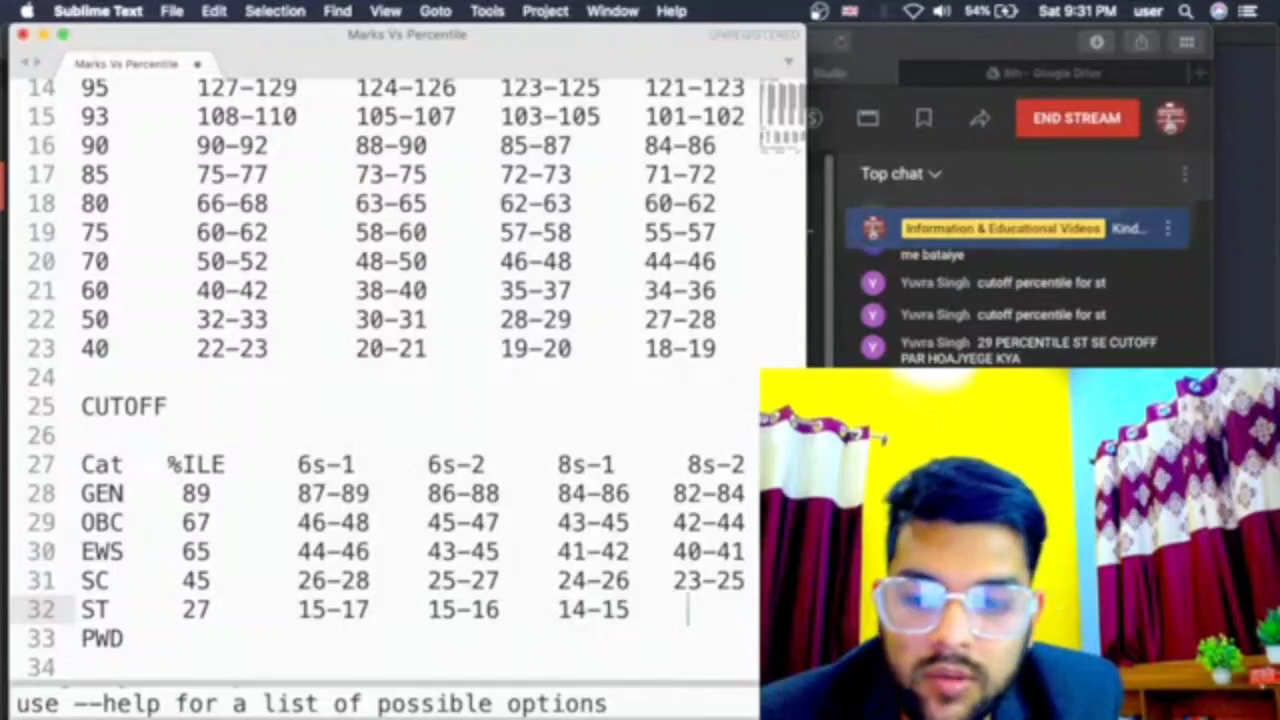 Sublime Text File Edit Selection Find View Goto Tools Project Window Help 54% Sat 9:31 PM user
Marks Vs Percentile UNREGISTERED
Marks Vs Percentile
8th - Google Drive
14 95 127-129 124-126 123-125 121-123
15 93 108-110 105-107 103-105 101-102
16 90 90-92 88-90 85-87 84-86
17 85 75-77 73-75 72-73 71-72
18 80 66-68 63-65 62-63 60-62
19 75 60-62 58-60 57-58 55-57
20 70 50-52 48-50 46-48 44-46
21 60 40-42 38-40 35-37 34-36
22 50 32-33 30-31 28-29 27-28
23 40 22-23 20-21 19-20 18-19
24
25 CUTOFF
26
27 Cat %ILE 6s-1 6s-2 8s-1 8s-2
28 GEN 89 87-89 86-88 84-86 82-84
29 OBC 67 46-48 45-47 43-45 42-44
30 EWS 65 44-46 43-45 41-42 40-41
31 SC 45 26-28 25-27 24-26 23-25
32 ST 27 15-17 15-16 14-15
33 PWD
34
use --help for a list of possible options
END STREAM
Top chat
Information & Educational Videos Kind...
me bataiye
Y Yuvra Singh cutoff percentile for st
Y Yuvra Singh cutoff percentile for st
Y Yuvra Singh 29 PERCENTILE ST SE CUTOFF
PAR HOAJYEGE KYA